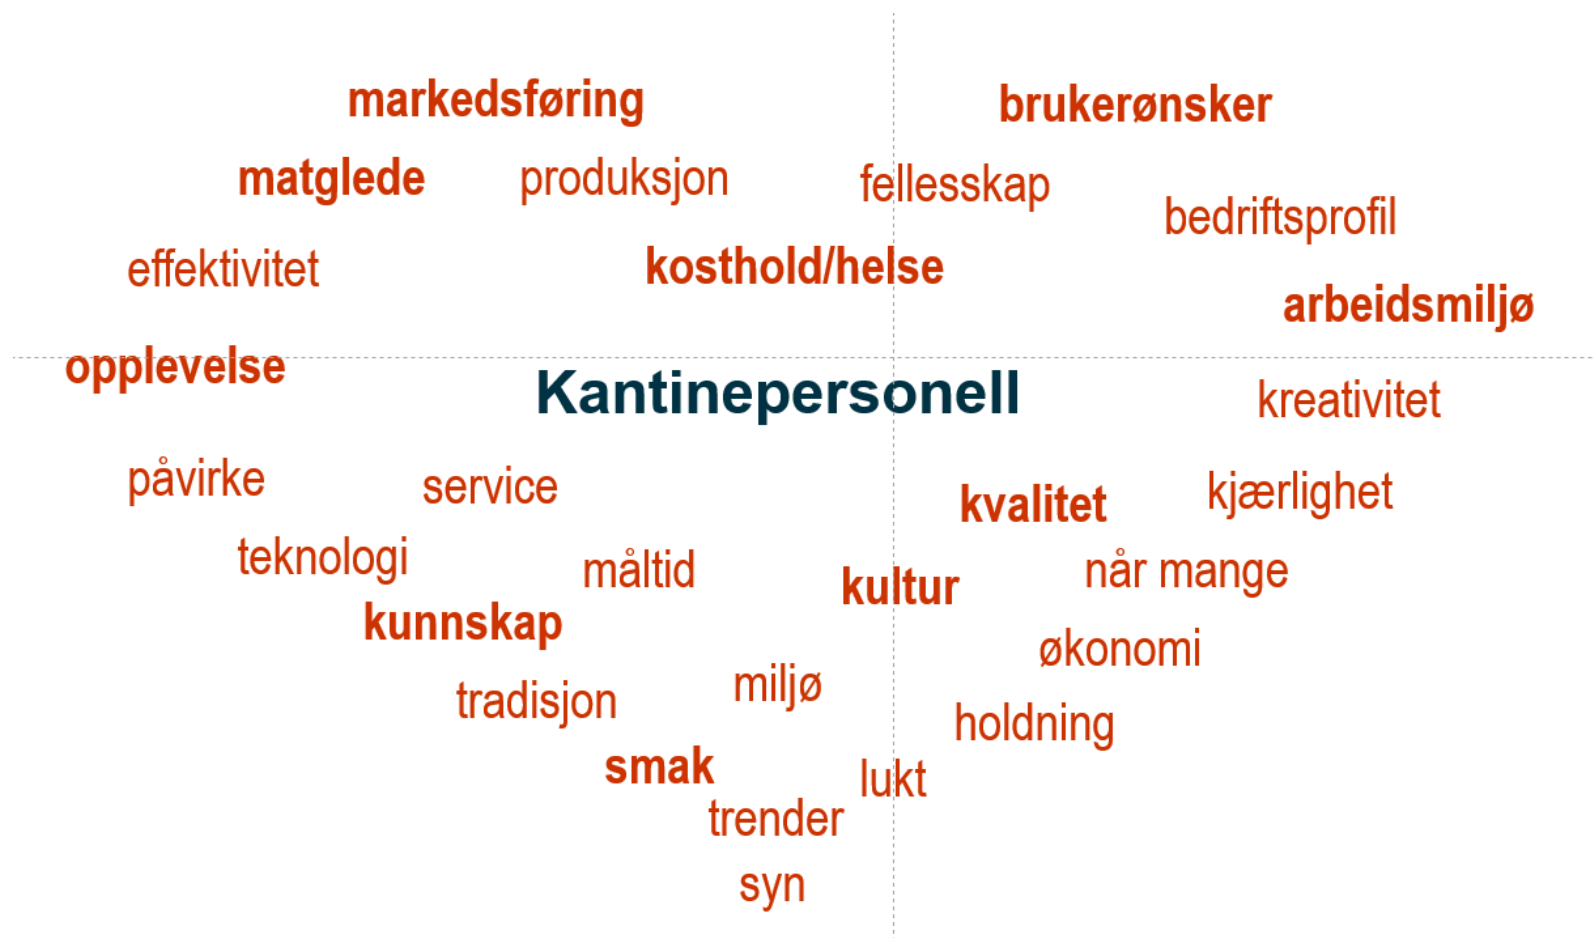 markedsføring
brukerønsker
matglede
produksjon
fellesskap
bedriftsprofil
effektivitet
kosthold/helse
arbeidsmiljø
opplevelse
Kantinepersonell
kreativitet
påvirke
service
kvalitet
kjærlighet
teknologi
måltid
kultur
når mange
kunnskap
økonomi
tradisjon
miljø
holdning
smak
lukt
trender
syn